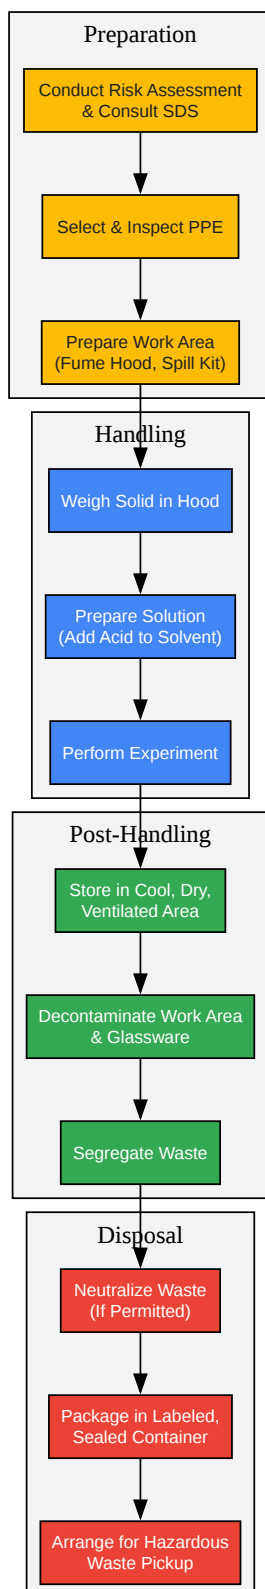 Preparation
Conduct Risk Assessment
& Consult SDS
Select & Inspect PPE
Prepare Work Area
(Fume Hood, Spill Kit)
Handling
Weigh Solid in Hood
Prepare Solution
(Add Acid to Solvent)
Perform Experiment
Post-Handling
Store in Cool, Dry,
Ventilated Area
Decontaminate Work Area
& Glassware
Segregate Waste
Disposal
Neutralize Waste
(If Permitted)
Package in Labeled,
Sealed Container
Arrange for Hazardous
Waste Pickup